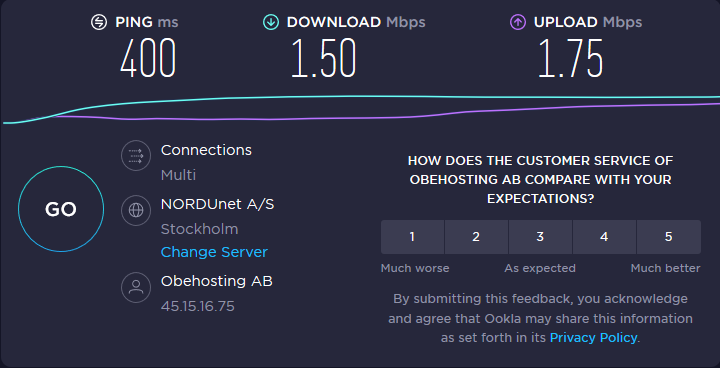 PING ms
400
DOWNLOAD Mbps
1.50
UPLOAD Mbps
1.75
GO
Connections
Multi
NORDUnet A/S
Stockholm
Change Server
Obehosting AB
45.15.16.75
HOW DOES THE CUSTOMER SERVICE OF
OBEHOSTING AB COMPARE WITH YOUR
EXPECTATIONS?
1 2 3 4 5
Much worse As expected Much better
By submitting this feedback, you acknowledge
and agree that Ookla may share this information
as set forth in its Privacy Policy.